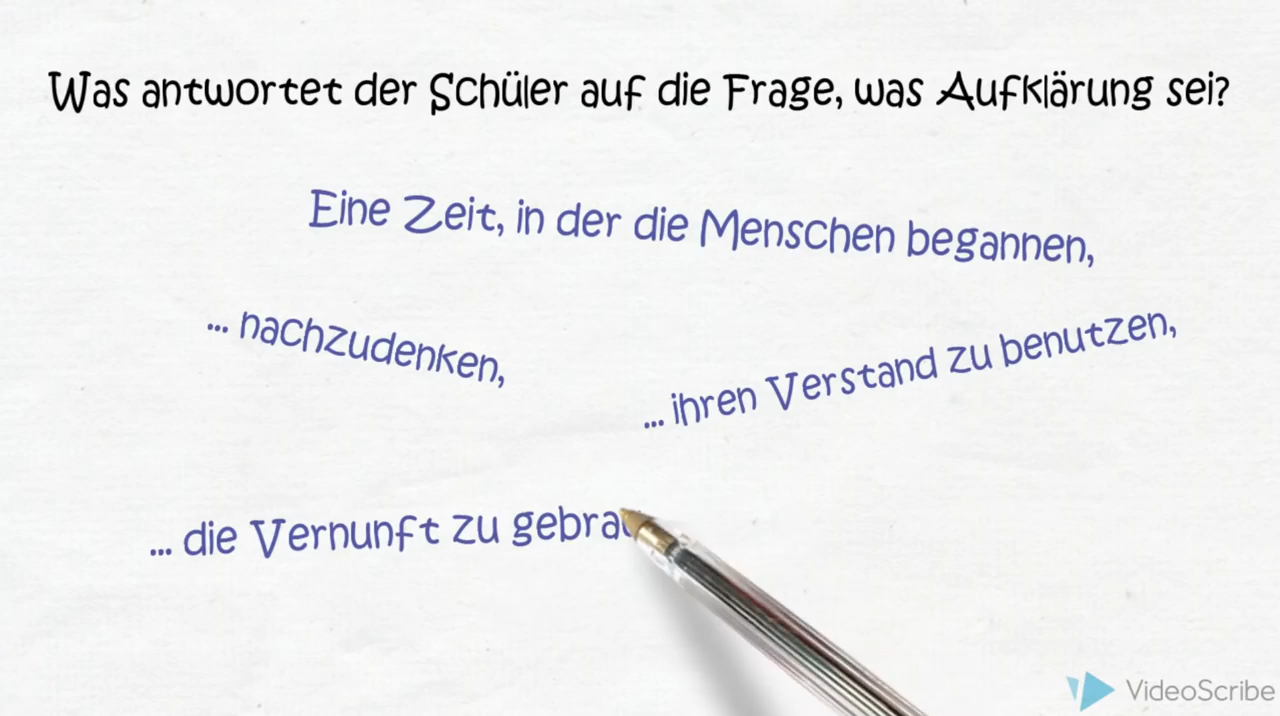 Was antwortet der Schüler auf die Frage, was Aufklärung sei?
Eine Zeit, in der die Menschen begannen,
... nachzudenken,
... ihren Verstand zu benutzen,
... die Vernunft zu
VideoScribe